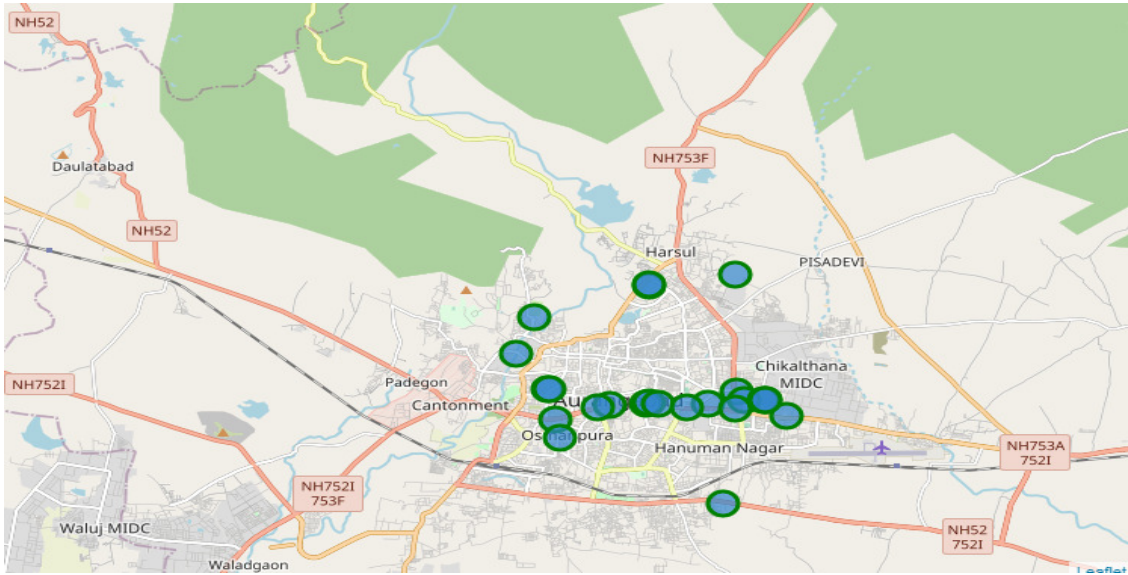 NH52
NH753F
Daulatabad
NH52
Harsul
PISADEVI
Chikalthana
MIDC
NH752I
Padegon
Cantonment
Osmanpura
Hanuman Nagar
NH753A
752I
NH752I
753F
Waluj MIDC
NH52
752I
Waladgaon
Leaflet